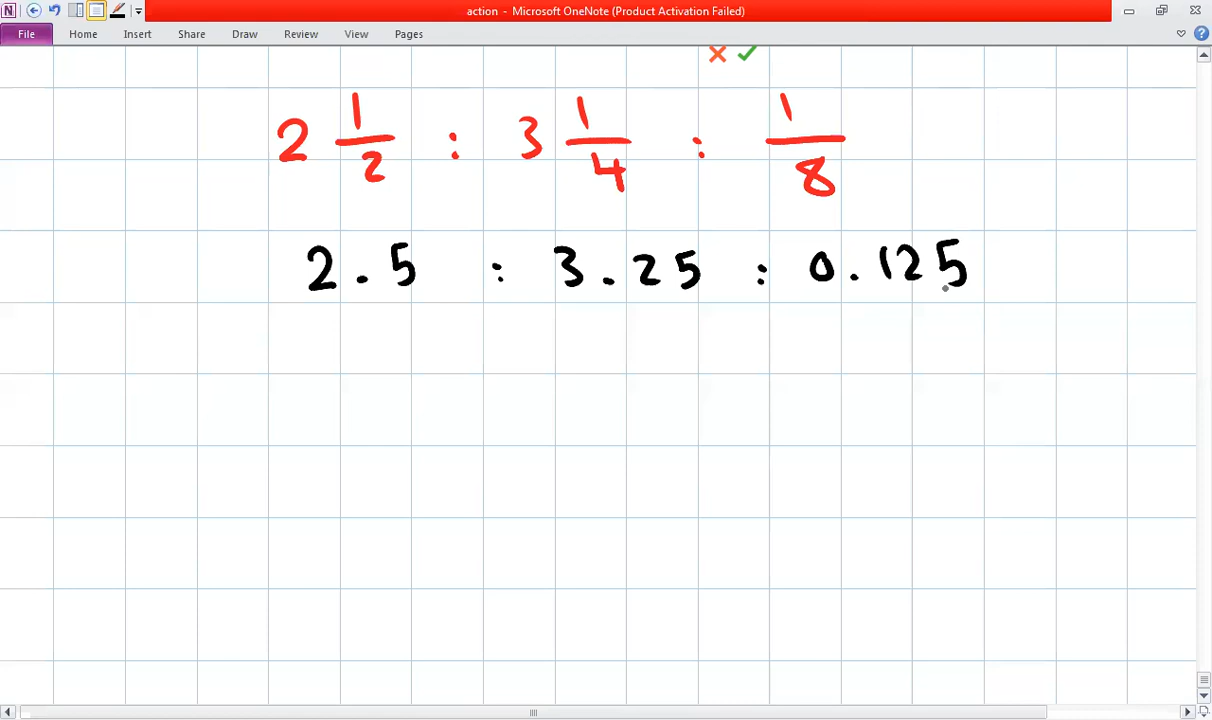 action - Microsoft OneNote (Product Activation Failed)
File Home Insert Share Draw Review View Pages
2 1/2 : 3 1/4 : 1/8
2.5 : 3.25 : 0.125